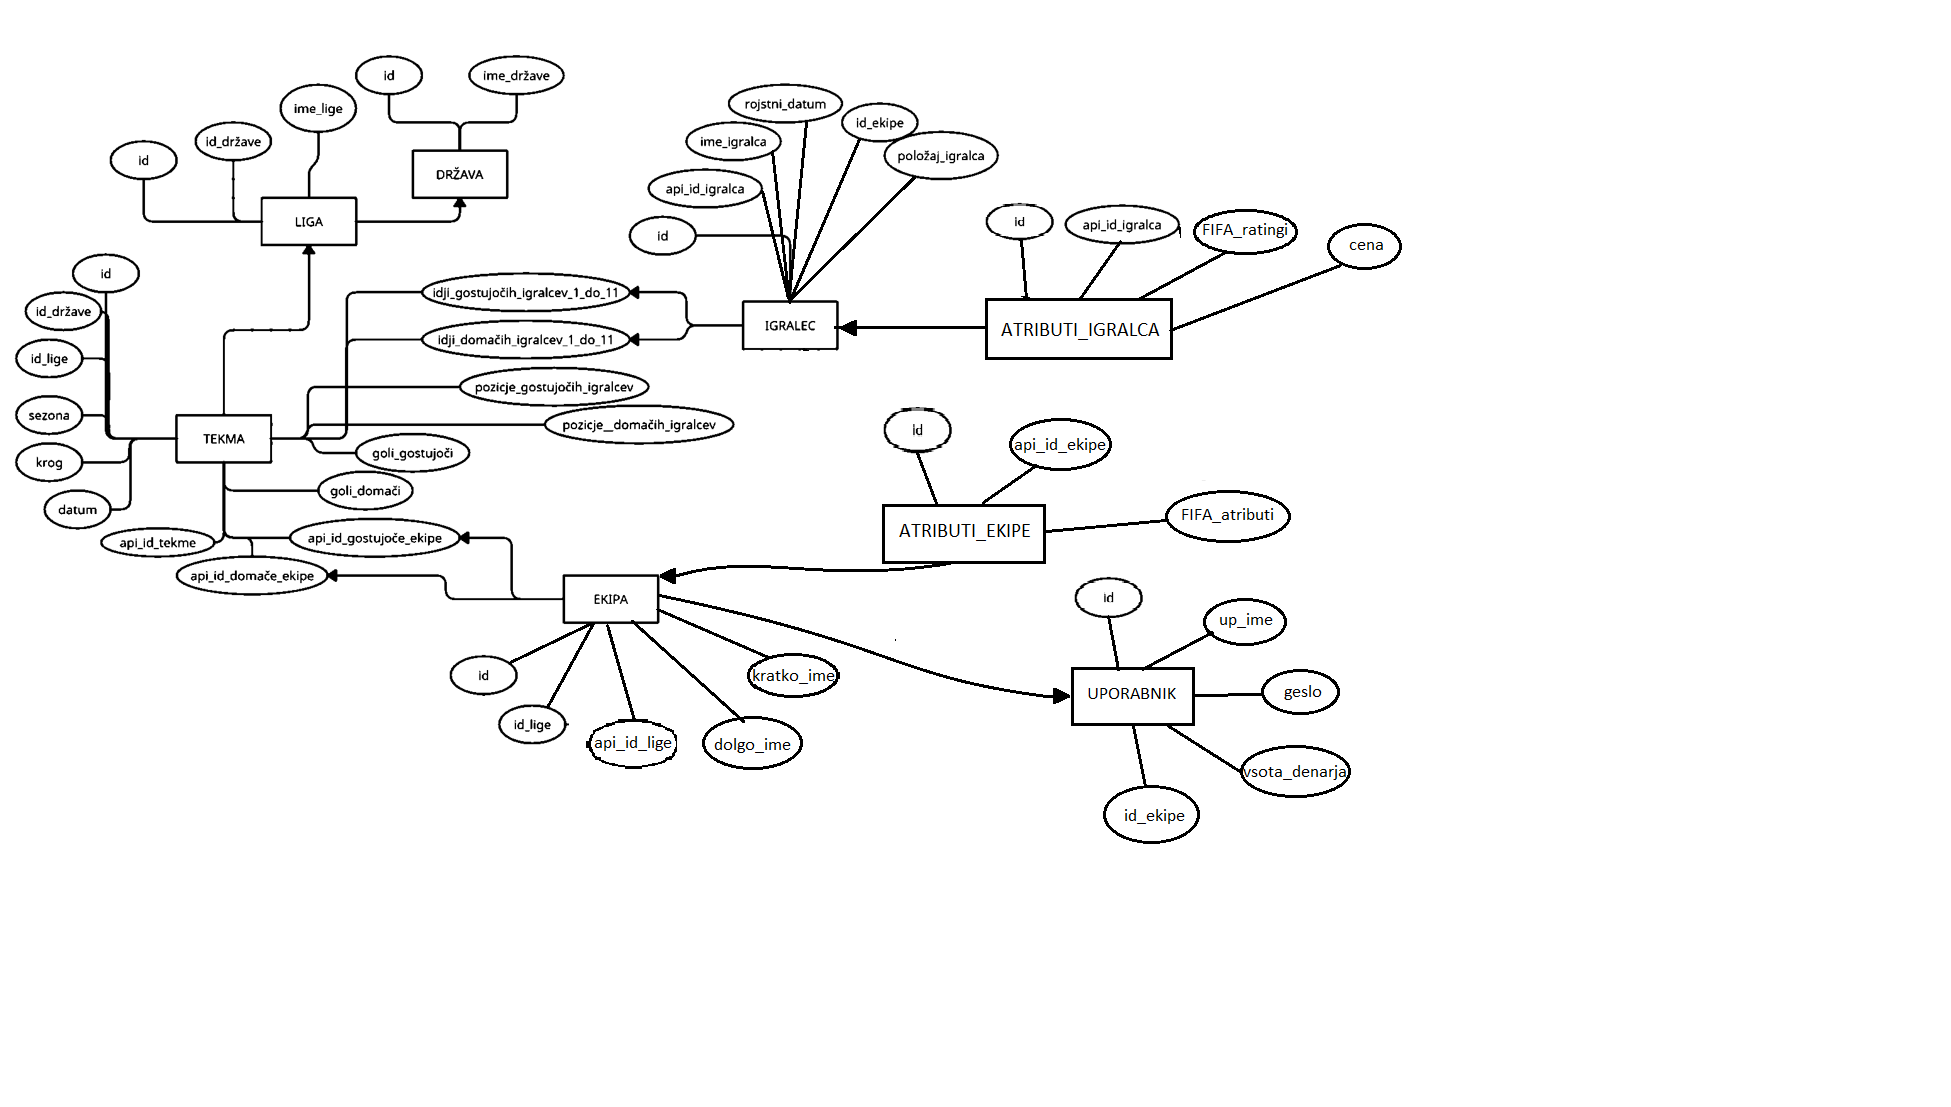 id
ime_države
ime_lige
id_države
id
DRŽAVA
LIGA
rojstni_datum
id_ekipe
ime_igralca
položaj_igralca
api_id_igralca
id
IGRALEC
id
api_id_igralca
FIFA_ratingi
cena
ATRIBUTI_IGRALCA
id
id_države
id_lige
sezona
krog
datum
TEKMA
idji_gostujočih_igralcev_1_do_11
idji_domačih_igralcev_1_do_11
pozicje_gostujočih_igralcev
pozicje__domačih_igralcev
goli_gostujoči
goli_domači
api_id_tekme
api_id_gostujoče_ekipe
api_id_domače_ekipe
id
api_id_ekipe
FIFA_atributi
ATRIBUTI_EKIPE
EKIPA
id
id_lige
api_id_lige
dolgo_ime
kratko_ime
id
up_ime
UPORABNIK
geslo
vsota_denarja
id_ekipe